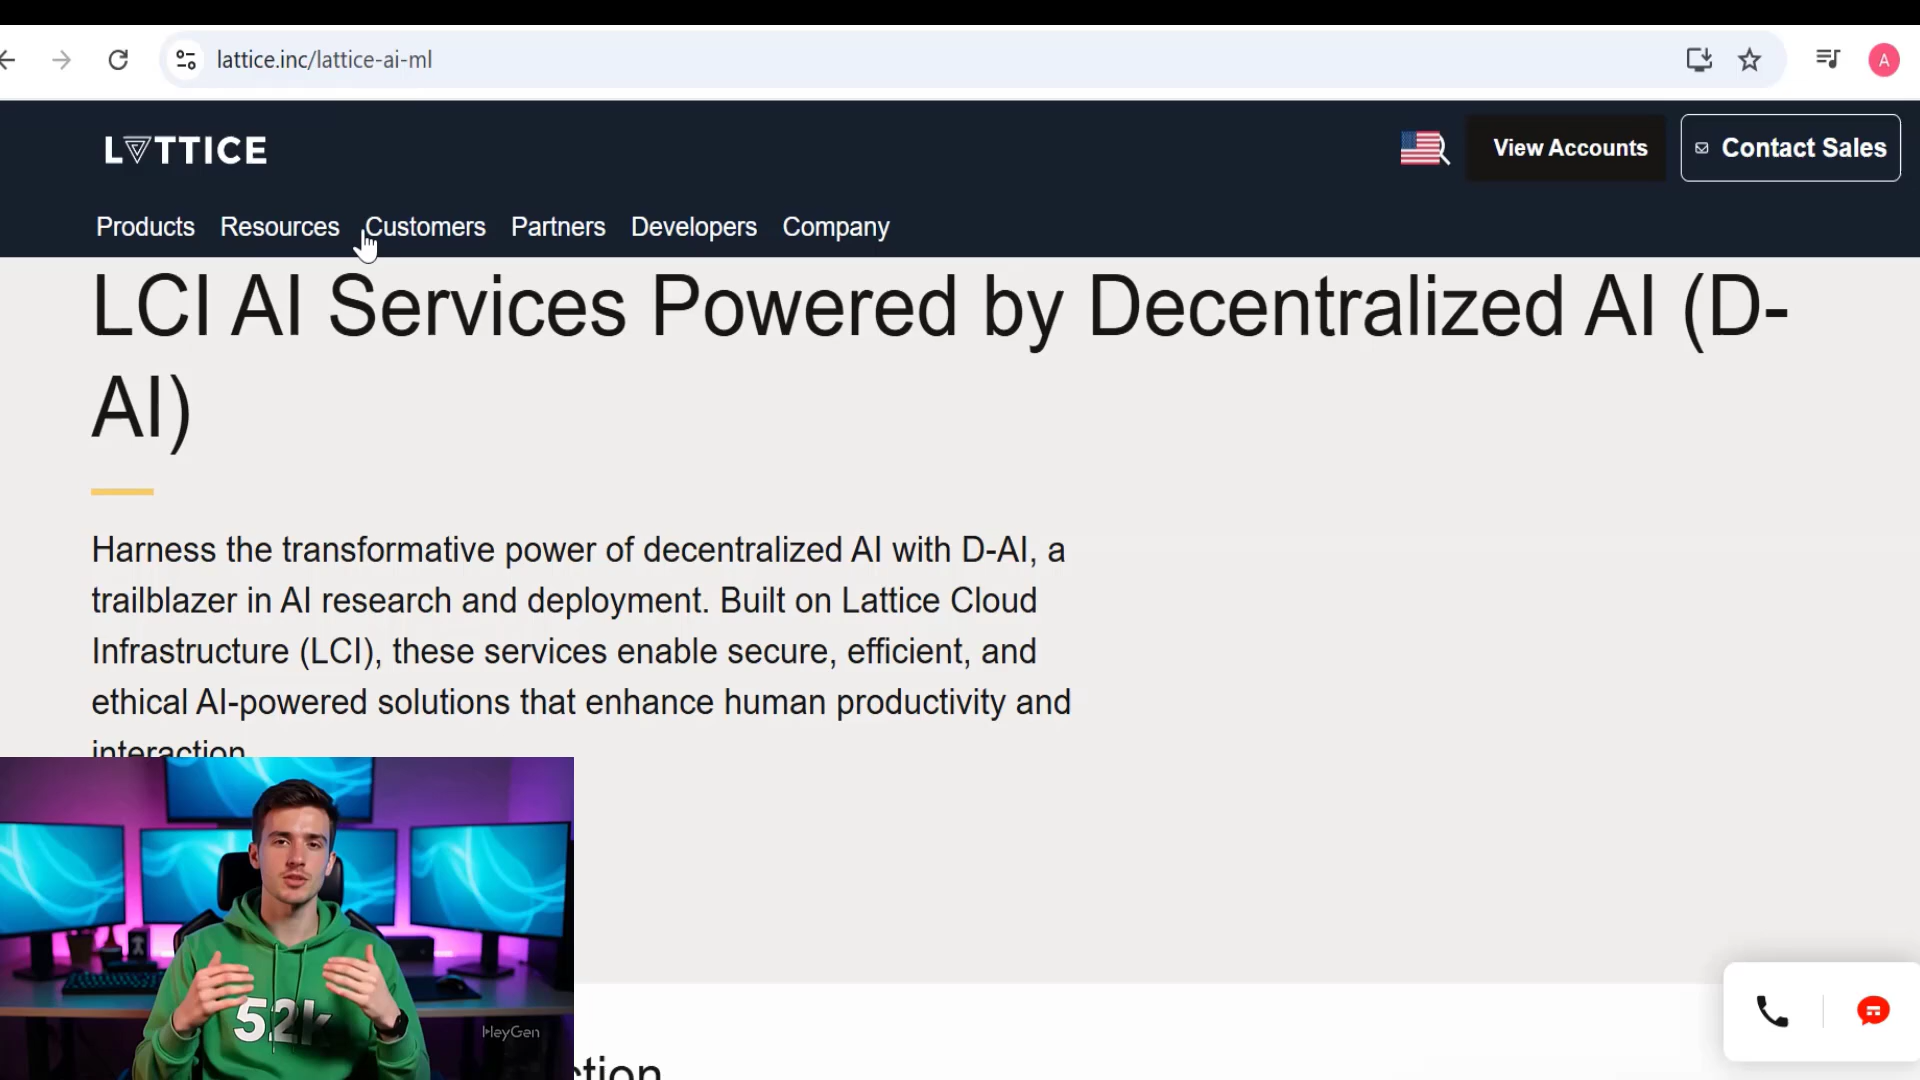 lattice.inc/lattice-ai-ml
A
LATTICE
View Accounts
Contact Sales
Products Resources Customers Partners Developers Company
LCI AI Services Powered by Decentralized AI (D-
AI)
Harness the transformative power of decentralized AI with D-AI, a
trailblazer in AI research and deployment. Built on Lattice Cloud
Infrastructure (LCI), these services enable secure, efficient, and
ethical AI-powered solutions that enhance human productivity and
interaction
52k
HeyGen
ction